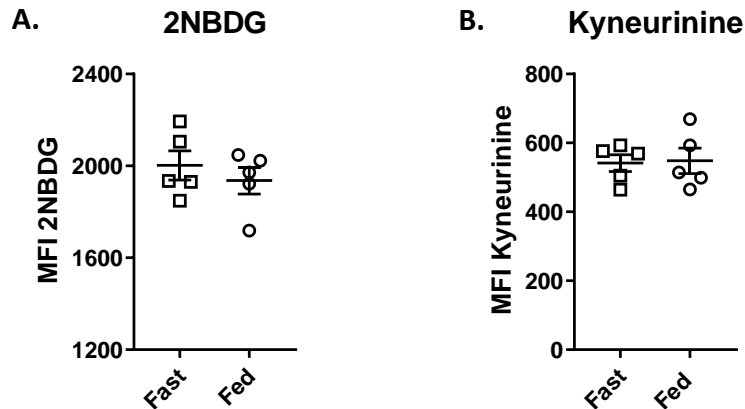 A.
2NBDG
MFI 2NBDG
2400
2000
1600
1200
Fast
Fed
B.
Kyneurinine
MFI Kyneurinine
800
600
400
200
0
Fast
Fed